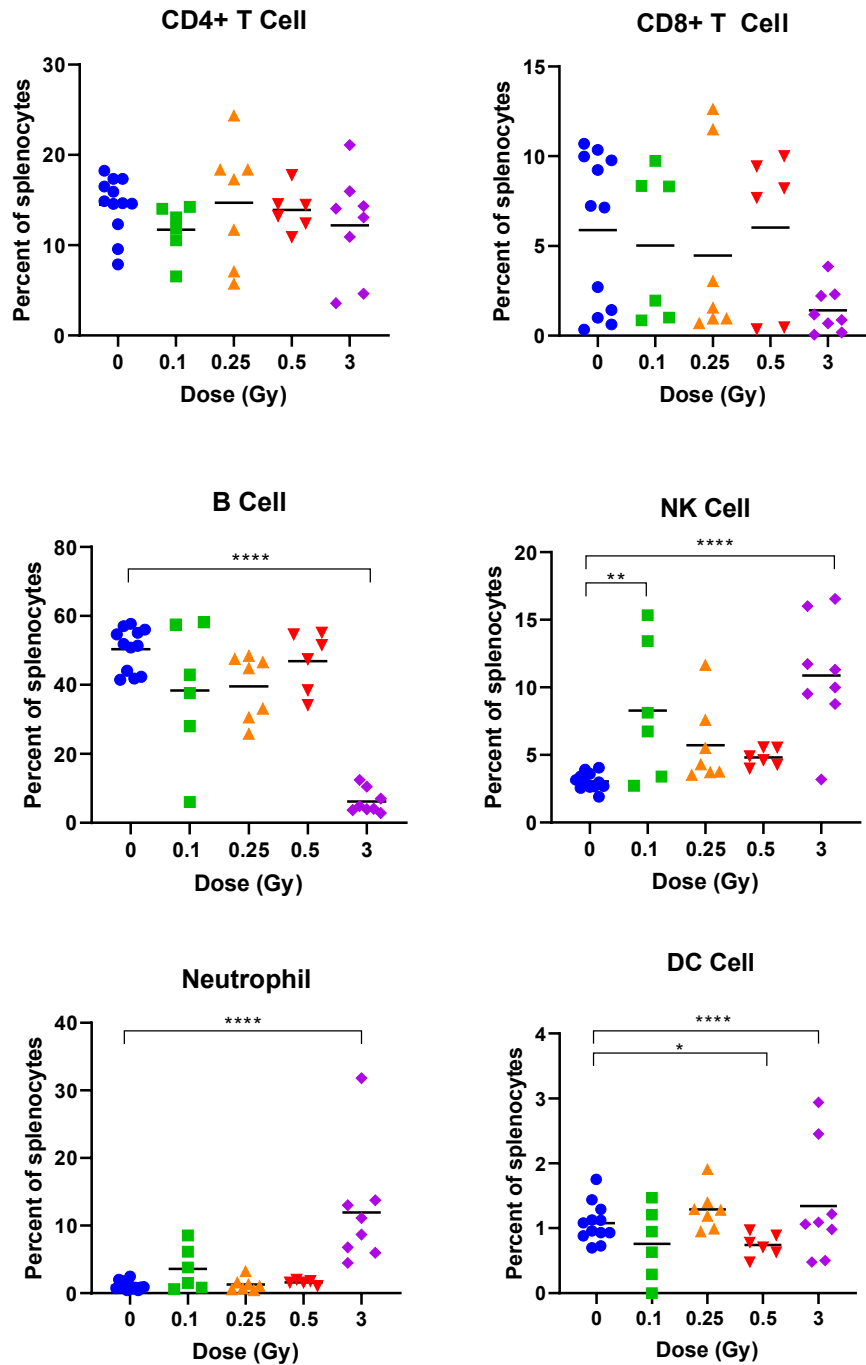 CD4+ T Cell
Percent of splenocytes
30
20
10
0
0 0.1 0.25 0.5 3
Dose (Gy)
CD8+ T Cell
Percent of splenocytes
15
10
5
0
0 0.1 0.25 0.5 3
Dose (Gy)
B Cell
Percent of splenocytes
80
60
40
20
0
****
0 0.1 0.25 0.5 3
Dose (Gy)
NK Cell
Percent of splenocytes
20
15
10
5
0
****
**
0 0.1 0.25 0.5 3
Dose (Gy)
Neutrophil
Percent of splenocytes
40
30
20
10
0
****
0 0.1 0.25 0.5 3
Dose (Gy)
DC Cell
Percent of splenocytes
4
3
2
1
0
****
*
0 0.1 0.25 0.5 3
Dose (Gy)